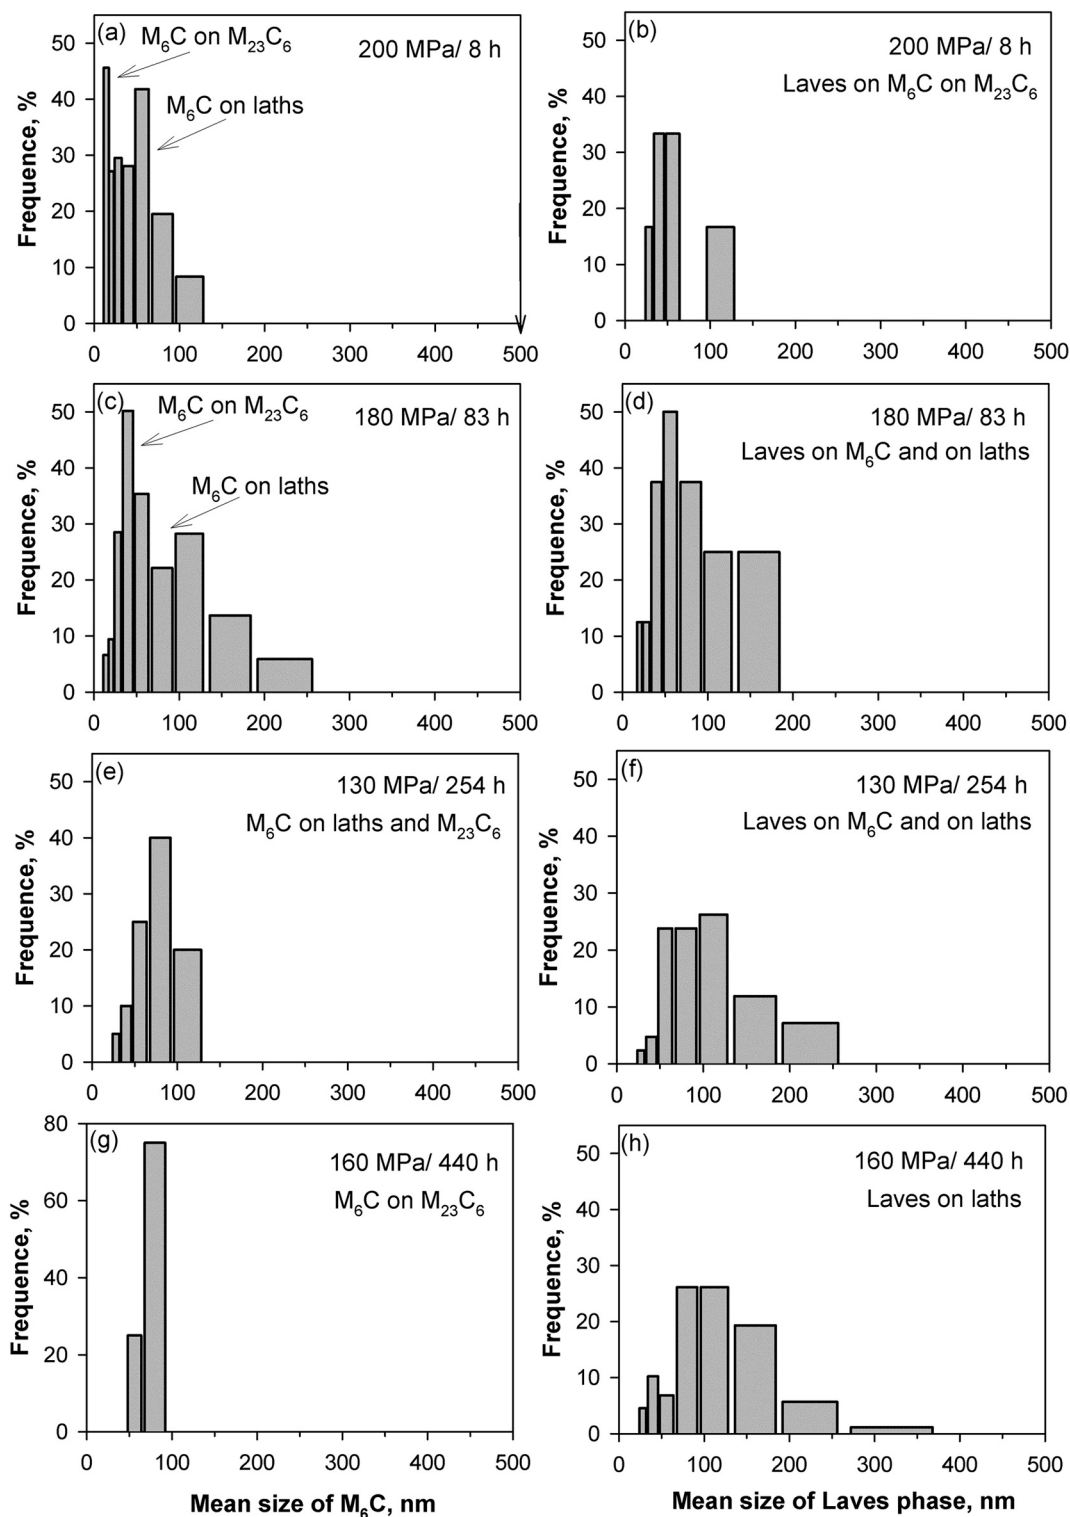 (a)
M₆C on M₂₃C₆
200 MPa/ 8 h
M₆C on laths
Frequence, %
50
40
30
20
10
0
0 100 200 300 400 500
(b)
200 MPa/ 8 h
Laves on M₆C on M₂₃C₆
Frequence, %
50
40
30
20
10
0
0 100 200 300 400 500
(c)
M₆C on M₂₃C₆
180 MPa/ 83 h
M₆C on laths
Frequence, %
50
40
30
20
10
0
0 100 200 300 400 500
(d)
180 MPa/ 83 h
Laves on M₆C and on laths
Frequence, %
50
40
30
20
10
0
0 100 200 300 400 500
(e)
130 MPa/ 254 h
M₆C on laths and M₂₃C₆
Frequence, %
50
40
30
20
10
0
0 100 200 300 400 500
(f)
130 MPa/ 254 h
Laves on M₆C and on laths
Frequence, %
50
40
30
20
10
0
0 100 200 300 400 500
(g)
160 MPa/ 440 h
M₆C on M₂₃C₆
Frequence, %
80
60
40
20
0
0 100 200 300 400 500
Mean size of M₆C, nm
(h)
160 MPa/ 440 h
Laves on laths
Frequence, %
50
40
30
20
10
0
0 100 200 300 400 500
Mean size of Laves phase, nm